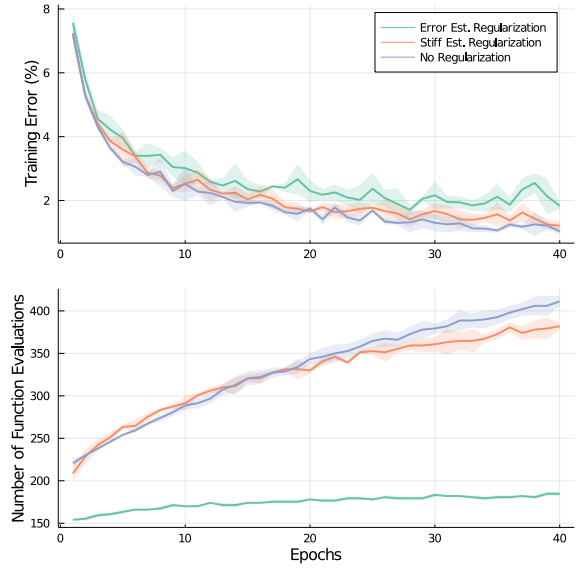 8
6
4
2
Training Error (%)
Error Est. Regularization
Stiff Est. Regularization
No Regularization
0 10 20 30 40
400
350
300
250
200
150
Number of Function Evaluations
0 10 20 30 40
Epochs